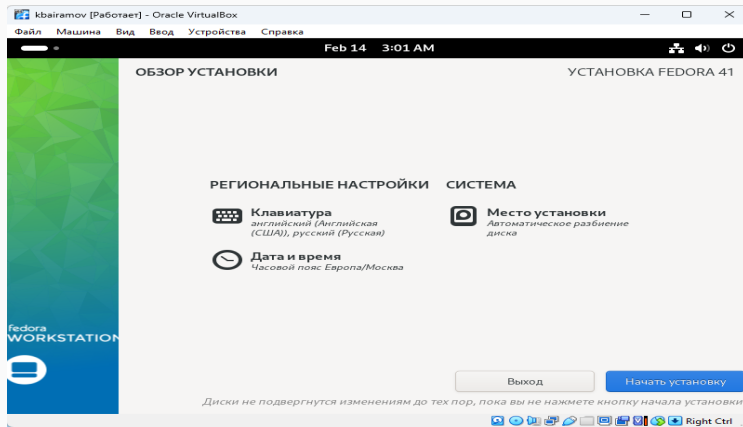 kbairamov [Работает] - Oracle VirtualBox
Файл Машина Вид Ввод Устройства Справка
Feb 14 3:01 AM
ОБЗОР УСТАНОВКИ
УСТАНОВКА FEDORA 41
РЕГИОНАЛЬНЫЕ НАСТРОЙКИ
СИСТЕМА
Клавиатура
английский (Английская
(США)), русский (Русская)
Место установки
Автоматическое разбиение
диска
Дата и время
Часовой пояс Европа/Москва
fedora
WORKSTATION
Выход
Начать установку
Диски не подвергнутся изменениям до тех пор, пока вы не нажмете кнопку начала установки
Right Ctrl